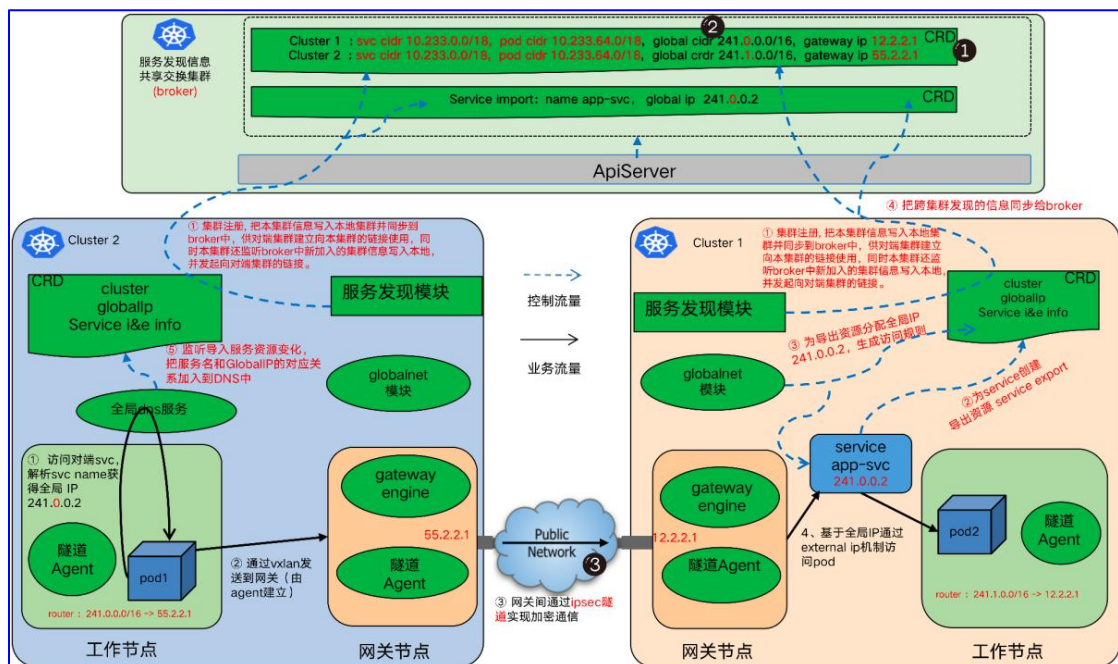 服务发现信息
共享交换集群
(broker)
❷
Cluster 1 : svc cidr 10.233.0.0/18, pod cidr 10.233.64.0/18, global crdr 241.0.0.0/16, gateway ip 12.2.2.1
Cluster 2 : svc cidr 10.233.0.0/18, pod cidr 10.233.64.0/18, global crdr 241.1.0.0/16, gateway ip 55.2.2.1
CRD
❶
Service import: name app-svc, global ip 241.0.0.2
CRD
ApiServer
Cluster 2
① 集群注册, 把本集群信息写入本地集群并同步到
broker中, 供对端集群建立向本集群的链接使用, 同
时本集群还监听broker中新加入的集群信息写入本地,
并发起向对端集群的链接。
CRD
cluster
globalIp
Service i&e info
服务发现模块
⑤ 监听导入服务资源变化,
把服务名和GlobalIP的对应关
系加入到DNS中
globalnet
模块
全局dns服务
① 访问对端svc,
解析svc name获
得全局 IP
241.0.0.2
隧道
Agent
pod1
router : 241.0.0.0/16 -> 55.2.2.1
工作节点
② 通过vxlan发
送到网关 (由
agent建立)
gateway
engine
55.2.2.1
隧道
Agent
网关节点
控制流量
业务流量
Public
Network
❸
③ 网关间通过ipsec隧
道实现加密通信
④ 把跨集群发现的信息同步给broker
Cluster 1
① 集群注册, 把本集群信息写入本地集
群并同步到broker中, 供对端集群建立
向本集群的链接使用, 同时本集群还监
听broker中新加入的集群信息写入本地,
并发起向对端集群的链接。
CRD
cluster
globalIp
Service i&e info
服务发现模块
③ 为导出资源分配全局IP
241.0.0.2, 生成访问规则
globalnet
模块
②为service创建
导出资源 service export
service
app-svc
241.0.0.2
gateway
engine
12.2.2.1
隧道Agent
网关节点
4、基于全局IP通过
external ip机制访
问pod
pod2
隧道
Agent
router : 241.1.0.0/16 -> 12.2.2.1
工作节点